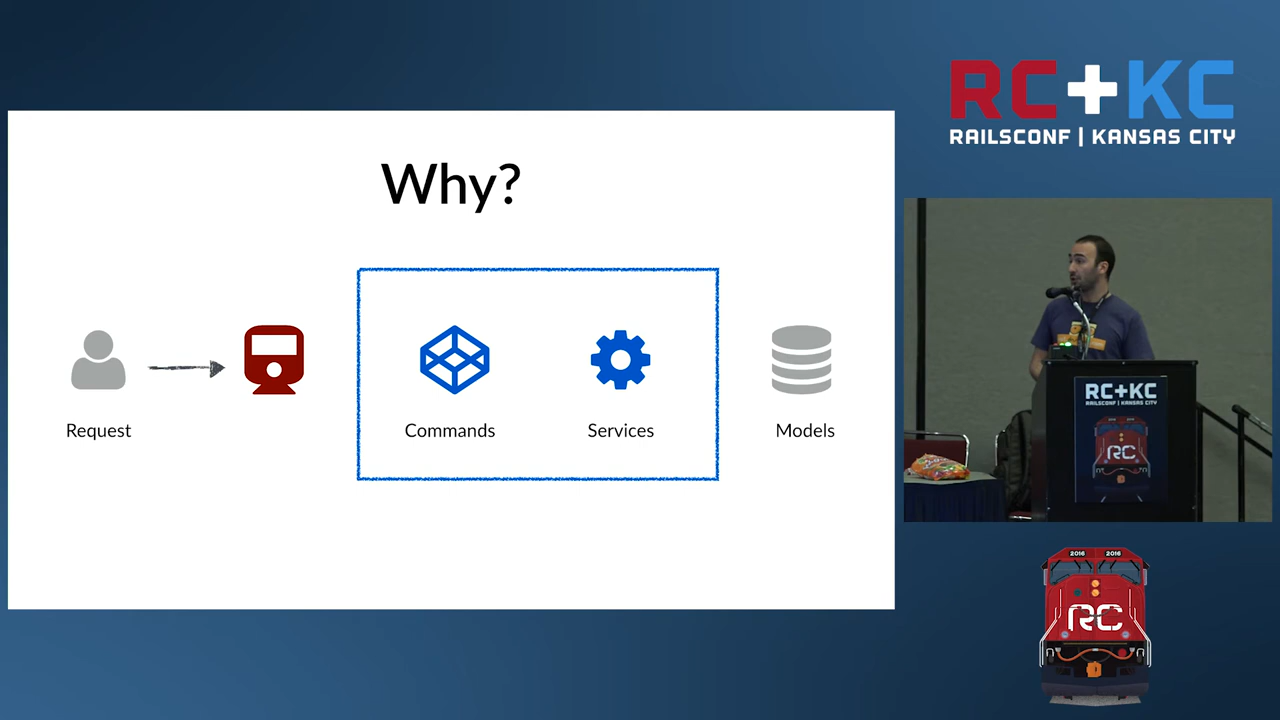 Why?
Request
Commands
Services
Models
RC+KC
RAILSCONF | KANSAS CITY
RC+KC
RAILSCONF | KANSAS CITY
RC
2016 2016
RC